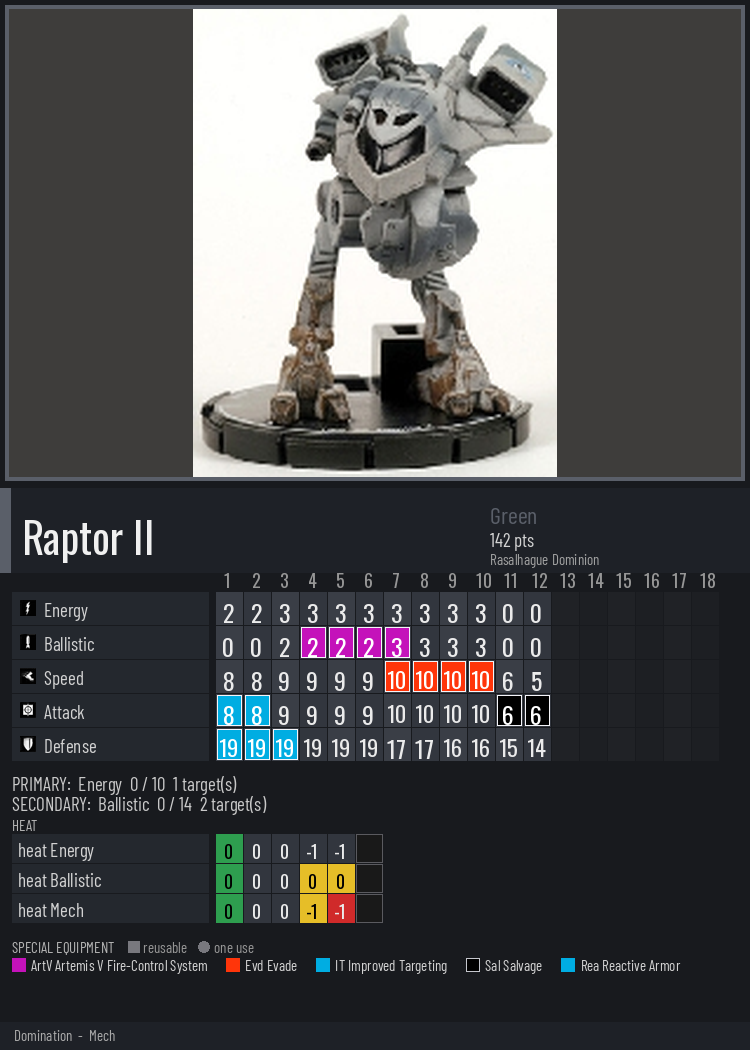 Raptor II
Green
142 pts
Rasalhague Dominion
1 2 3 4 5 6 7 8 9 10 11 12 13 14 15 16 17 18
Energy 2 2 3 3 3 3 3 3 3 3 0 0
Ballistic 0 0 2 2 2 2 3 3 3 3 0 0
Speed 8 8 9 9 9 9 10 10 10 10 6 5
Attack 8 8 9 9 9 9 10 10 10 10 6 6
Defense 19 19 19 19 19 19 17 17 16 16 15 14
PRIMARY: Energy 0 / 10 1 target(s)
SECONDARY: Ballistic 0 / 14 2 target(s)
HEAT
heat Energy 0 0 0 -1 -1
heat Ballistic 0 0 0 0 0
heat Mech 0 0 0 -1 -1
SPECIAL EQUIPMENT reusable one use
ArtV Artemis V Fire-Control System Evd Evade IT Improved Targeting Sal Salvage Rea Reactive Armor
Domination - Mech